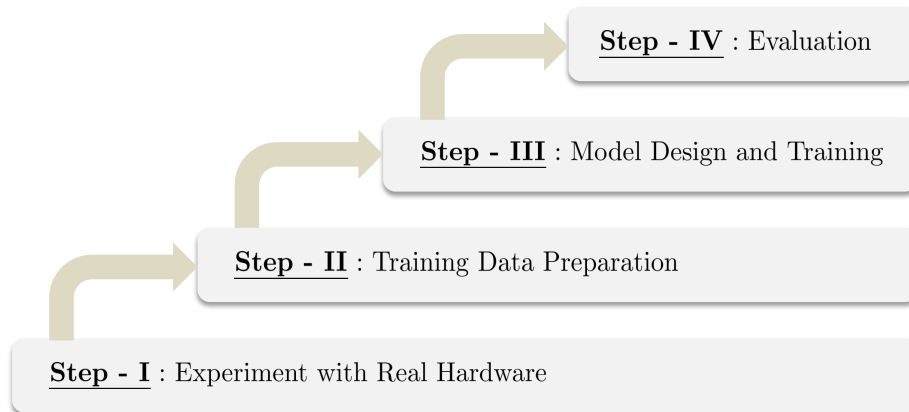 Step - IV : Evaluation
Step - III : Model Design and Training
Step - II : Training Data Preparation
Step - I : Experiment with Real Hardware